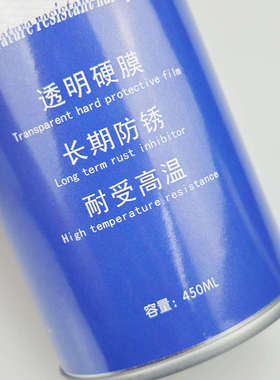 透明硬膜
Transparent hard protective film
长期防锈
Long term rust inhibitor
耐受高温
High temperature resistance
容量：450ML